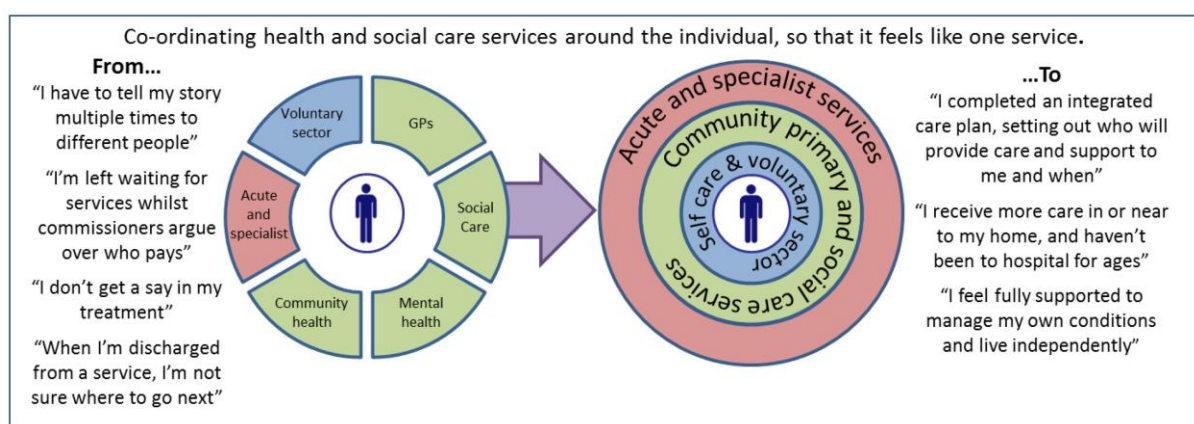 Co-ordinating health and social care services around the individual, so that it feels like one service.
From...
“I have to tell my story
multiple times to
different people”
“I’m left waiting for
services whilst
commissioners argue
over who pays”
“I don’t get a say in my
treatment”
“When I’m discharged
from a service, I’m not
sure where to go next”
Voluntary
sector
GPs
Acute
and
specialist
Social
Care
Community
health
Mental
health
Acute and specialist services
Community primary and social care services
Self care & voluntary sector
...To
“I completed an integrated
care plan, setting out who will
provide care and support to
me and when”
“I receive more care in or near
to my home, and haven’t
been to hospital for ages”
“I feel fully supported to
manage my own conditions
and live independently”